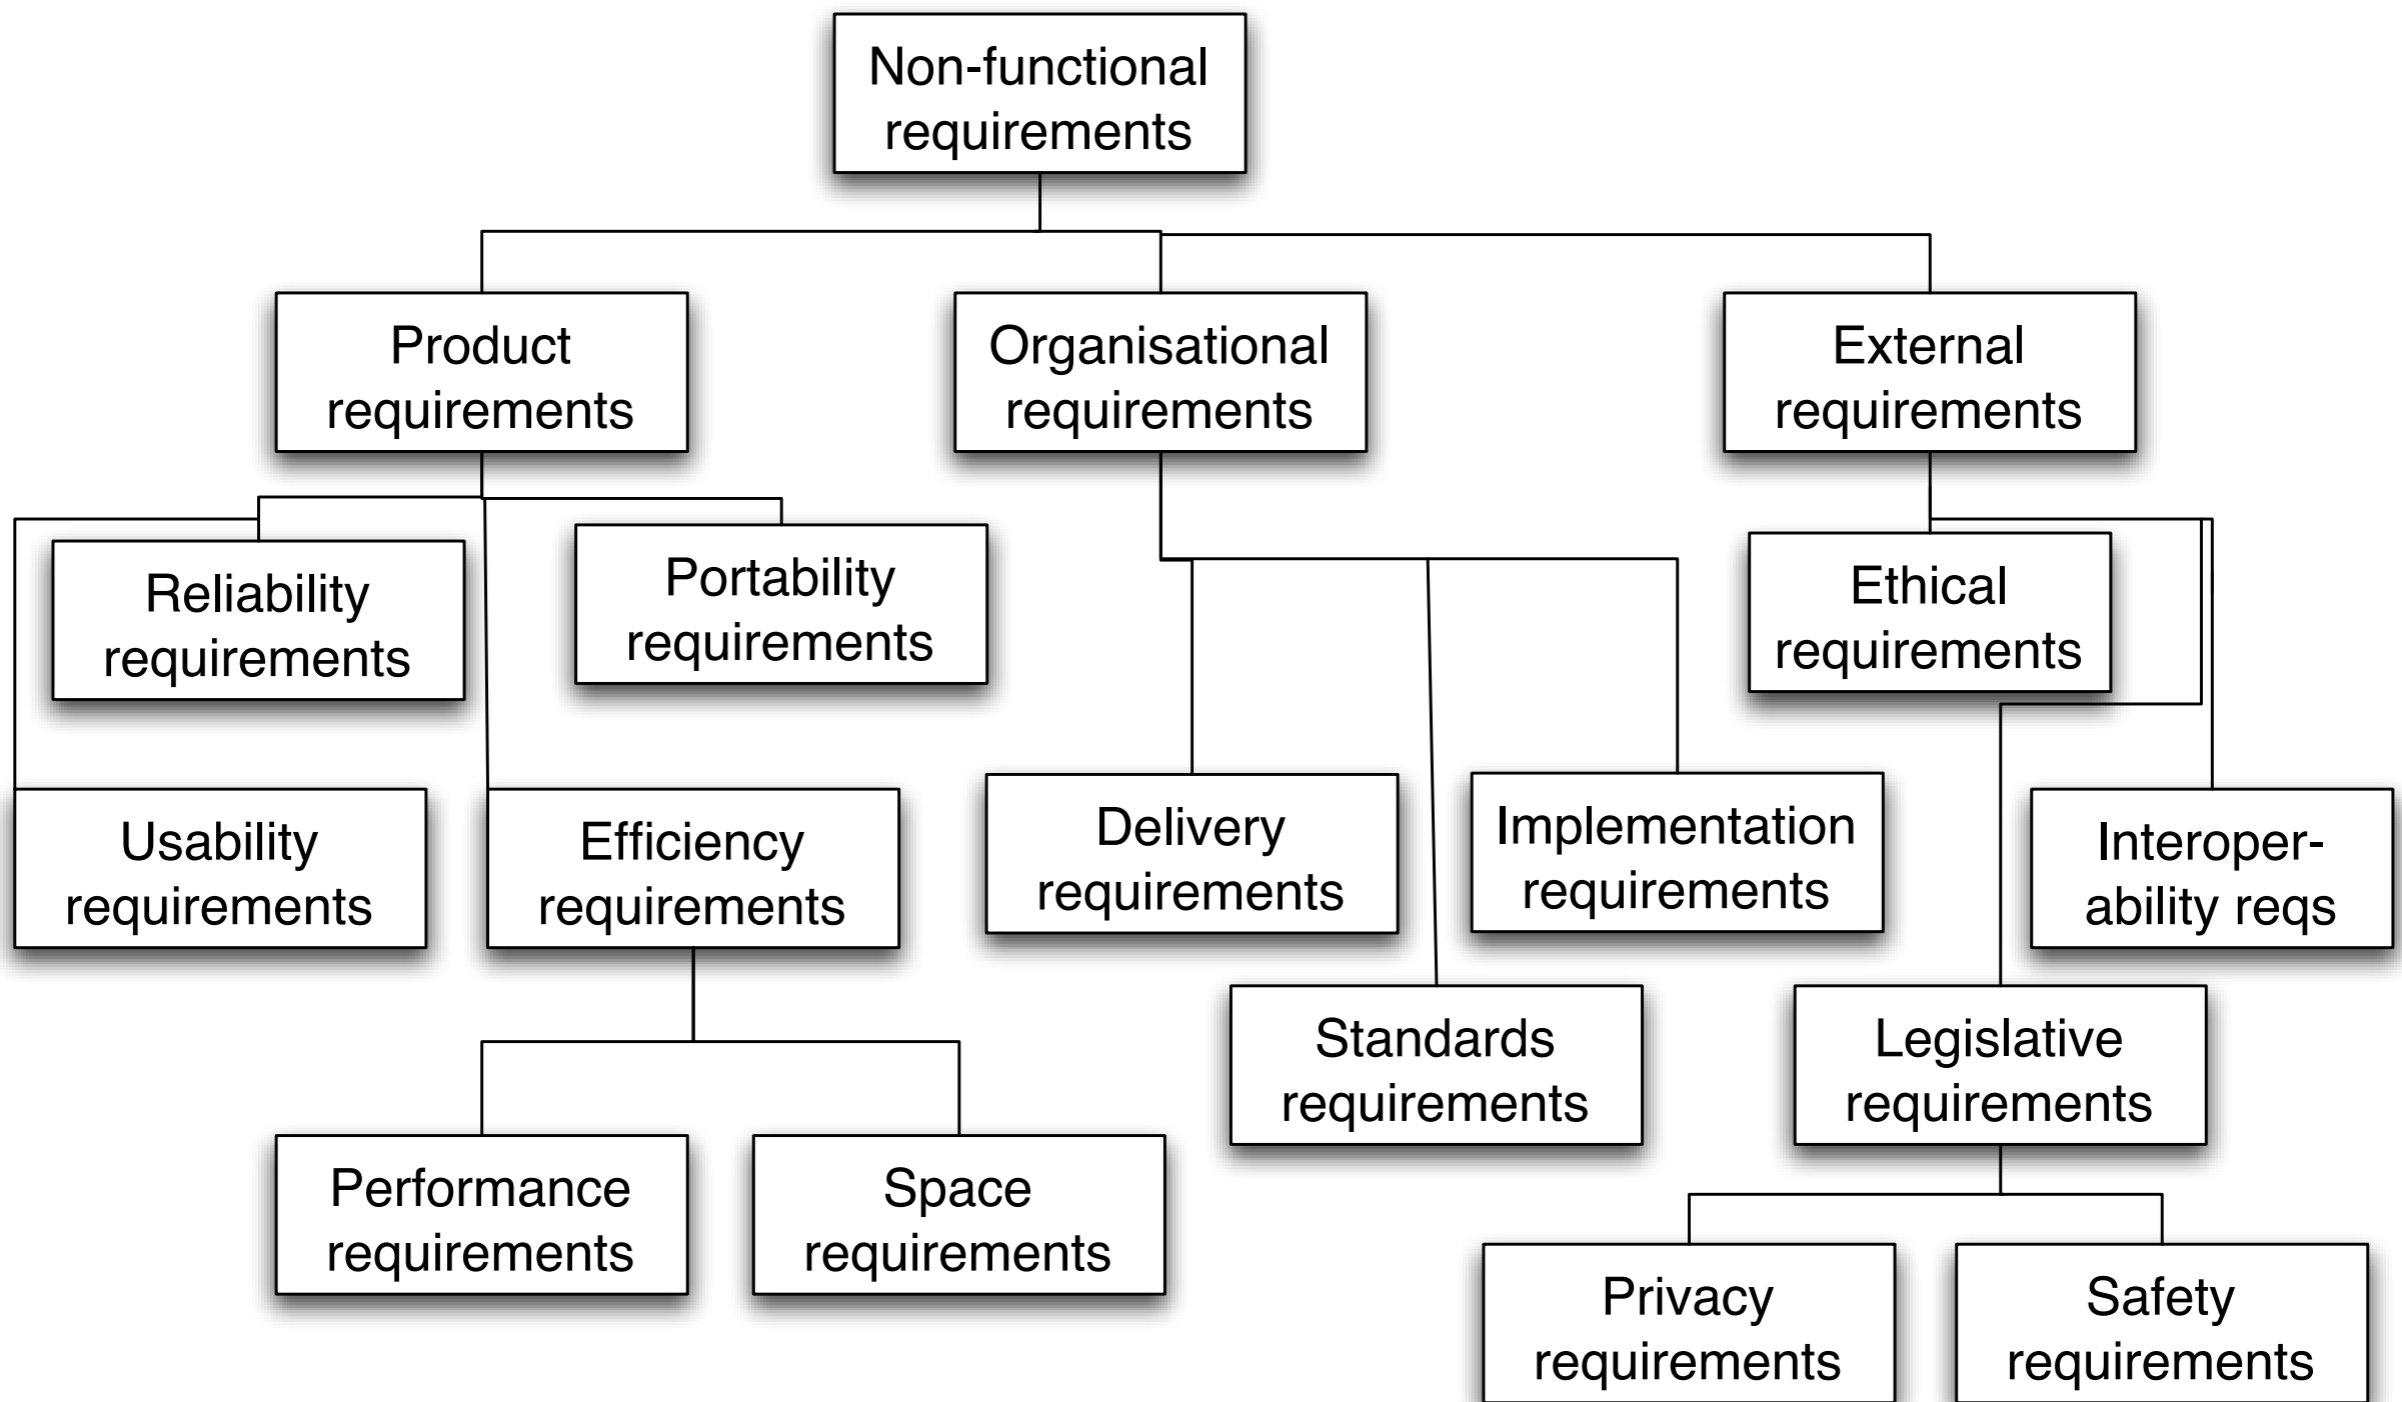 Non-functional
requirements
Product
requirements
Organisational
requirements
External
requirements
Reliability
requirements
Portability
requirements
Ethical
requirements
Usability
requirements
Efficiency
requirements
Delivery
requirements
Implementation
requirements
Interoper-
ability reqs
Standards
requirements
Legislative
requirements
Performance
requirements
Space
requirements
Privacy
requirements
Safety
requirements